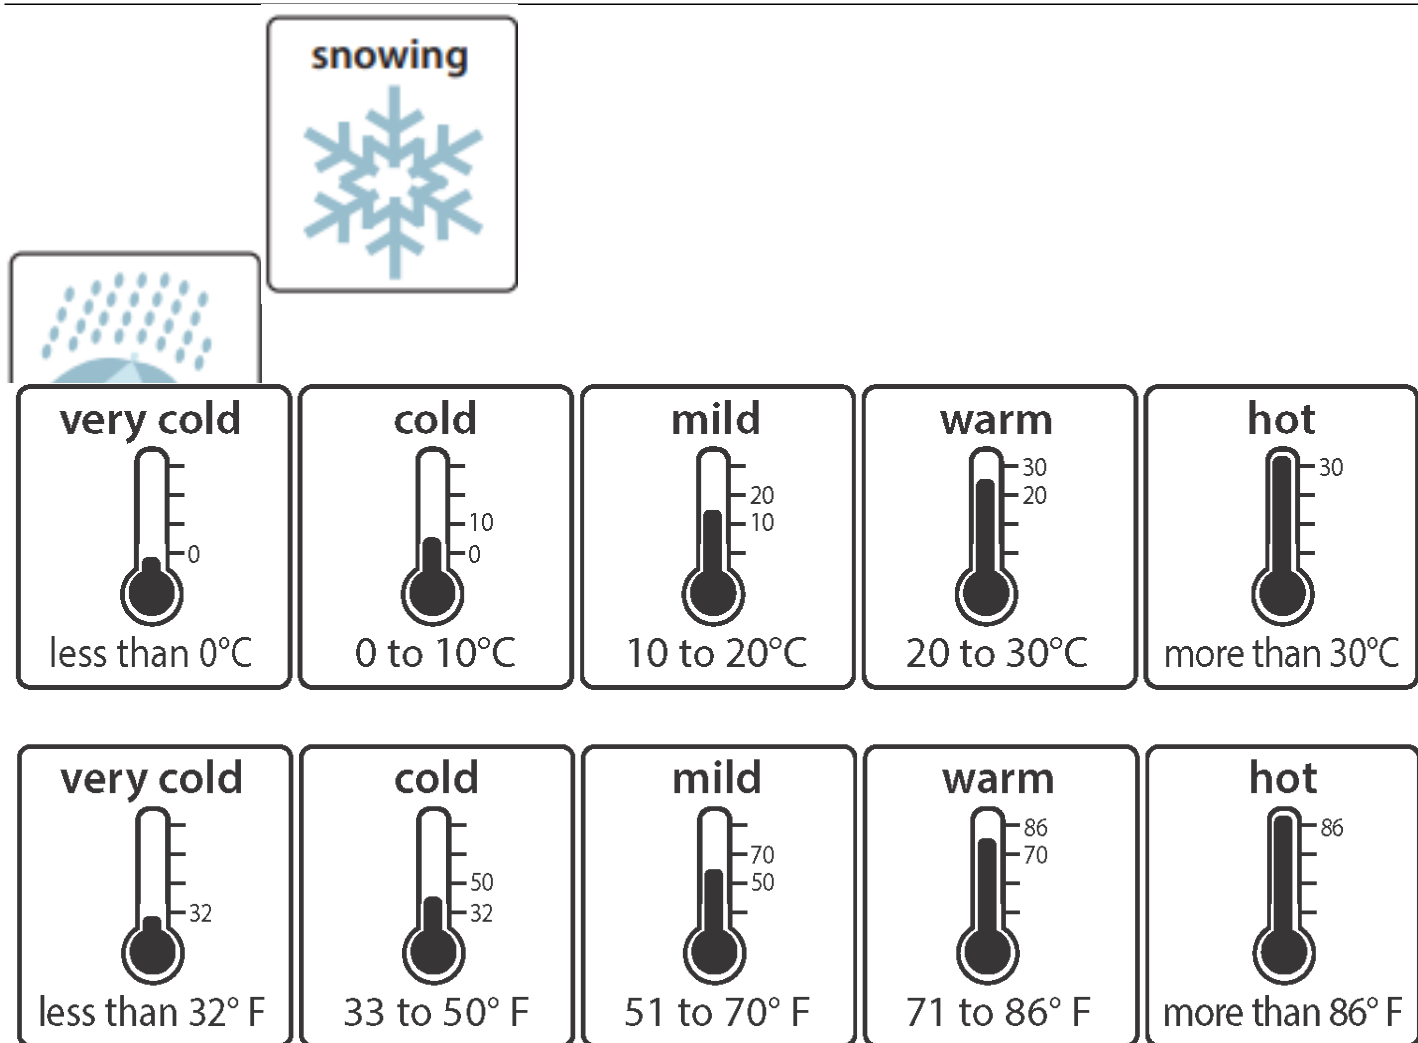 snowing
very cold
0
less than 0°C
cold
10
0
0 to 10°C
mild
20
10
10 to 20°C
warm
30
20
20 to 30°C
hot
30
more than 30°C
very cold
32
less than 32° F
cold
50
32
33 to 50° F
mild
70
50
51 to 70° F
warm
86
70
71 to 86° F
hot
86
more than 86° F